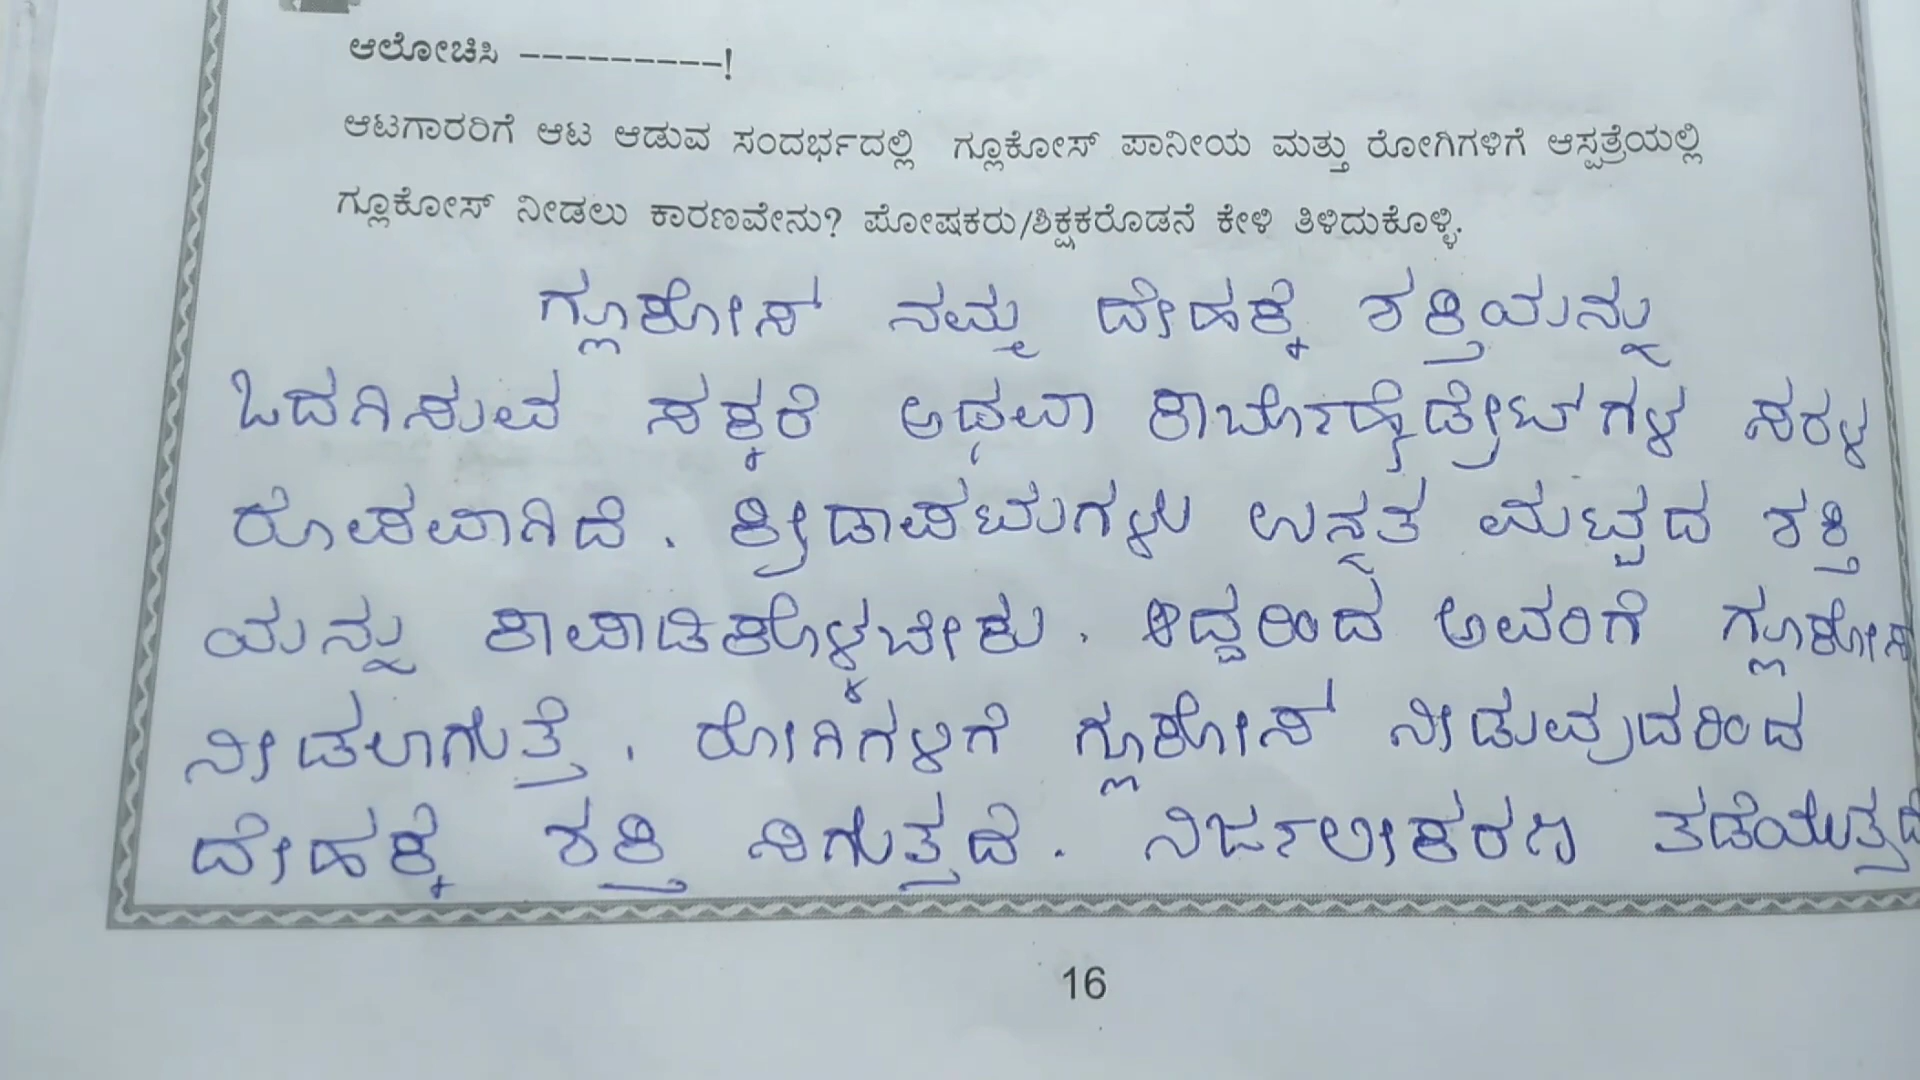 ಆಲೋಚಿಸಿ ----------!
ಆಟಗಾರರಿಗೆ ಆಟ ಆಡುವ ಸಂದರ್ಭದಲ್ಲಿ ಗ್ಲೂಕೋಸ್ ಪಾನೀಯ ಮತ್ತು ರೋಗಿಗಳಿಗೆ ಆಸ್ಪತ್ರೆಯಲ್ಲಿ
ಗ್ಲೂಕೋಸ್ ನೀಡಲು ಕಾರಣವೇನು? ಪೋಷಕರು/ಶಿಕ್ಷಕರೊಡನೆ ಕೇಳಿ ತಿಳಿದುಕೊಳ್ಳಿ.
ಗ್ಲೂಕೋಸ್ ನಮ್ಮ ದೇಹಕ್ಕೆ ಶಕ್ತಿಯನ್ನು
ಒದಗಿಸುವ ಸಕ್ಕರೆ ಅಥವಾ ಕಾರ್ಬೋಹೈಡ್ರೇಟ್‌ಗಳ ಸರಳ
ರೂಪವಾಗಿದೆ. ಕ್ರೀಡಾಪಟುಗಳು ಉನ್ನತ ಮಟ್ಟದ ಶಕ್ತಿ
ಯನ್ನು ಕಾಪಾಡಿಕೊಳ್ಳಬೇಕು. ಆದ್ದರಿಂದ ಅವರಿಗೆ ಗ್ಲೂಕೋಸ್
ನೀಡಲಾಗುತ್ತೆ. ರೋಗಿಗಳಿಗೆ ಗ್ಲೂಕೋಸ್ ನೀಡುವುದರಿಂದ
ದೇಹಕ್ಕೆ ಶಕ್ತಿ ಸಿಗುತ್ತದೆ. ನಿರ್ಜಲೀಕರಣ ತಡೆಯುತ್ತದೆ
16